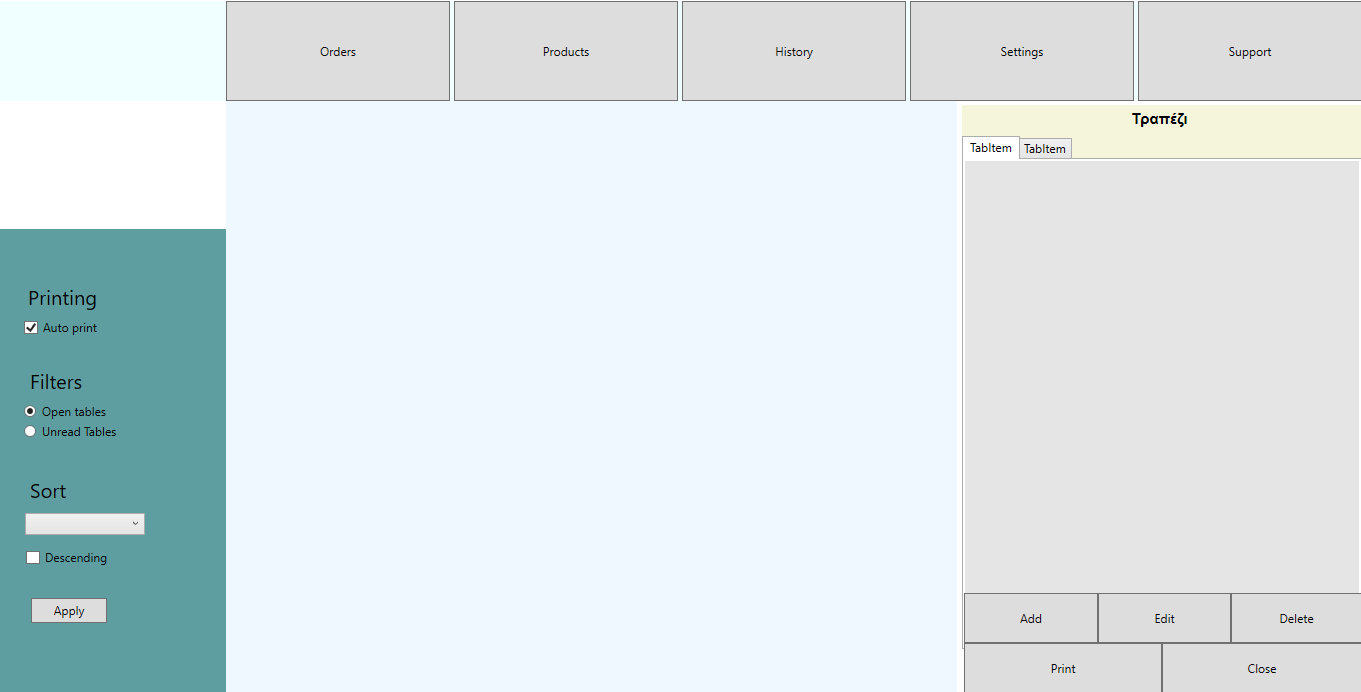 Orders
Products
History
Settings
Support
Τραπέζι
TabItem
TabItem
Printing
Auto print
Filters
Open tables
Unread Tables
Sort
Descending
Apply
Add
Edit
Delete
Print
Close